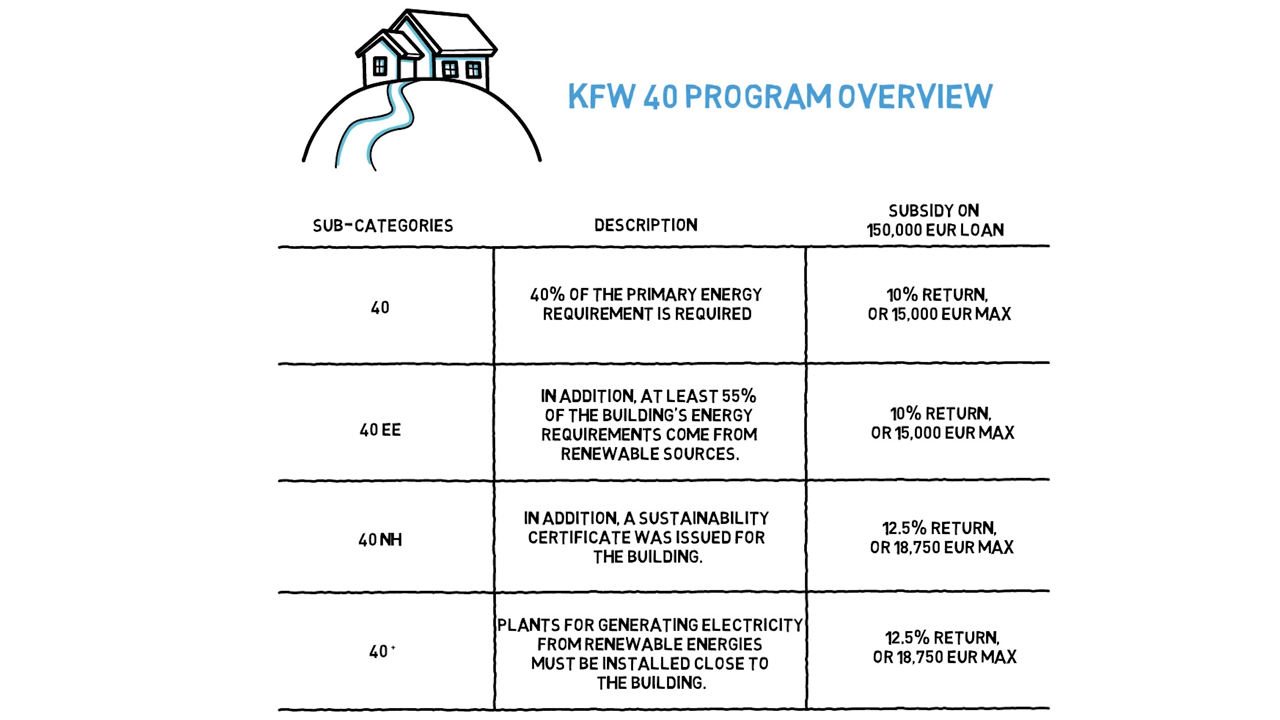 KFW 40 PROGRAM OVERVIEW
SUB-CATEGORIES
DESCRIPTION
SUBSIDY ON
150,000 EUR LOAN
40
40% OF THE PRIMARY ENERGY
REQUIREMENT IS REQUIRED
10% RETURN,
OR 15,000 EUR MAX
40 EE
IN ADDITION, AT LEAST 55%
OF THE BUILDING'S ENERGY
REQUIREMENTS COME FROM
RENEWABLE SOURCES.
10% RETURN,
OR 15,000 EUR MAX
40 NH
IN ADDITION, A SUSTAINABILITY
CERTIFICATE WAS ISSUED FOR
THE BUILDING.
12.5% RETURN,
OR 18,750 EUR MAX
40+
PLANTS FOR GENERATING ELECTRICITY
FROM RENEWABLE ENERGIES
MUST BE INSTALLED CLOSE TO
THE BUILDING.
12.5% RETURN,
OR 18,750 EUR MAX